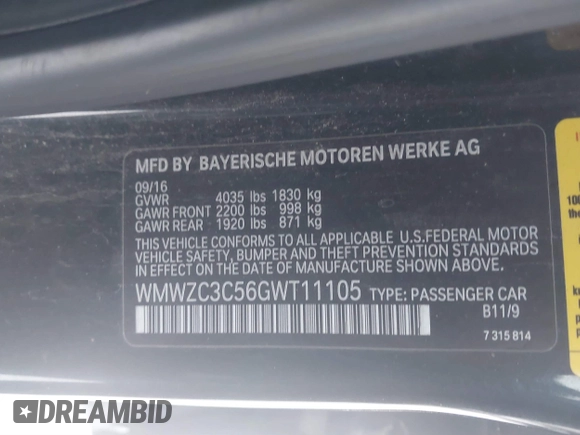 MFD BY BAYERISCHE MOTOREN WERKE AG
09/16
GVWR 4035 lbs 1830 kg
GAWR FRONT 2200 lbs 998 kg
GAWR REAR 1920 lbs 871 kg
THIS VEHICLE CONFORMS TO ALL APPLICABLE U.S.FEDERAL MOTOR
VEHICLE SAFETY, BUMPER AND THEFT PREVENTION STANDARDS
IN EFFECT ON THE DATE OF MANUFACTURE SHOWN ABOVE.
WMWZC3C56GWT11105 TYPE: PASSENGER CAR
B11/9
7 315 814
DREAMBID